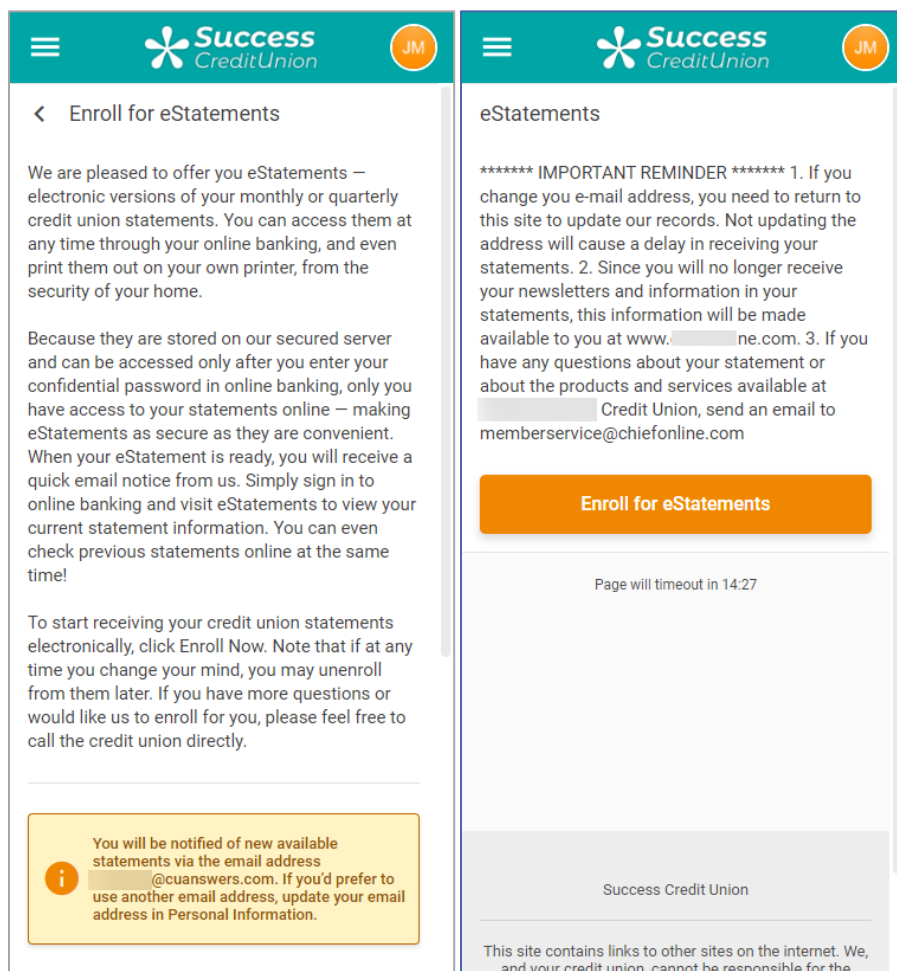 Success
CreditUnion
JM
Enroll for eStatements
We are pleased to offer you eStatements —
electronic versions of your monthly or quarterly
credit union statements. You can access them at
any time through your online banking, and even
print them out on your own printer, from the
security of your home.
Because they are stored on our secured server
and can be accessed only after you enter your
confidential password in online banking, only you
have access to your statements online — making
eStatements as secure as they are convenient.
When your eStatement is ready, you will receive a
quick email notice from us. Simply sign in to
online banking and visit eStatements to view your
current statement information. You can even
check previous statements online at the same
time!
To start receiving your credit union statements
electronically, click Enroll Now. Note that if at any
time you change your mind, you may unenroll
from them later. If you have more questions or
would like us to enroll for you, please feel free to
call the credit union directly.
You will be notified of new available
statements via the email address
@cuanswers.com. If you'd prefer to
use another email address, update your email
address in Personal Information.
Success
CreditUnion
JM
eStatements
******* IMPORTANT REMINDER ******* 1. If you
change you e-mail address, you need to return to
this site to update our records. Not updating the
address will cause a delay in receiving your
statements. 2. Since you will no longer receive
your newsletters and information in your
statements, this information will be made
available to you at www. ne.com. 3. If you
have any questions about your statement or
about the products and services available at
Credit Union, send an email to
memberservice@chiefonline.com
Enroll for eStatements
Page will timeout in 14:27
Success Credit Union
This site contains links to other sites on the internet. We,
and your credit union, cannot be responsible for the